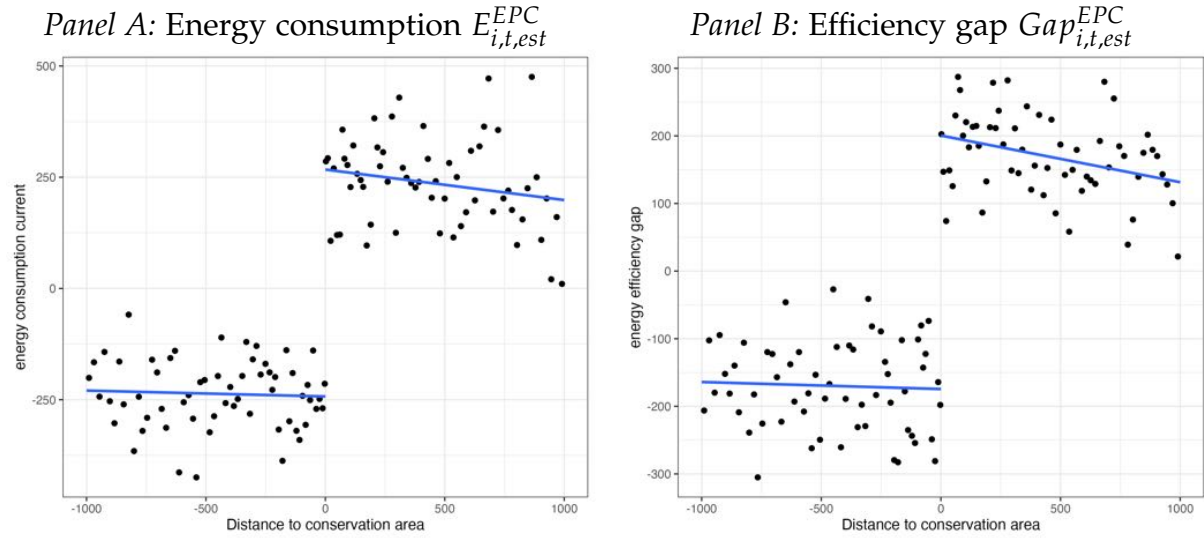 Panel A: Energy consumption E^{EPC}_{i,t,est}
500
250
0
-250
energy consumption current
-1000 -500 0 500 1000
Distance to conservation area
Panel B: Efficiency gap Gap^{EPC}_{i,t,est}
300
200
100
0
-100
-200
-300
energy efficiency gap
-1000 -500 0 500 1000
Distance to conservation area